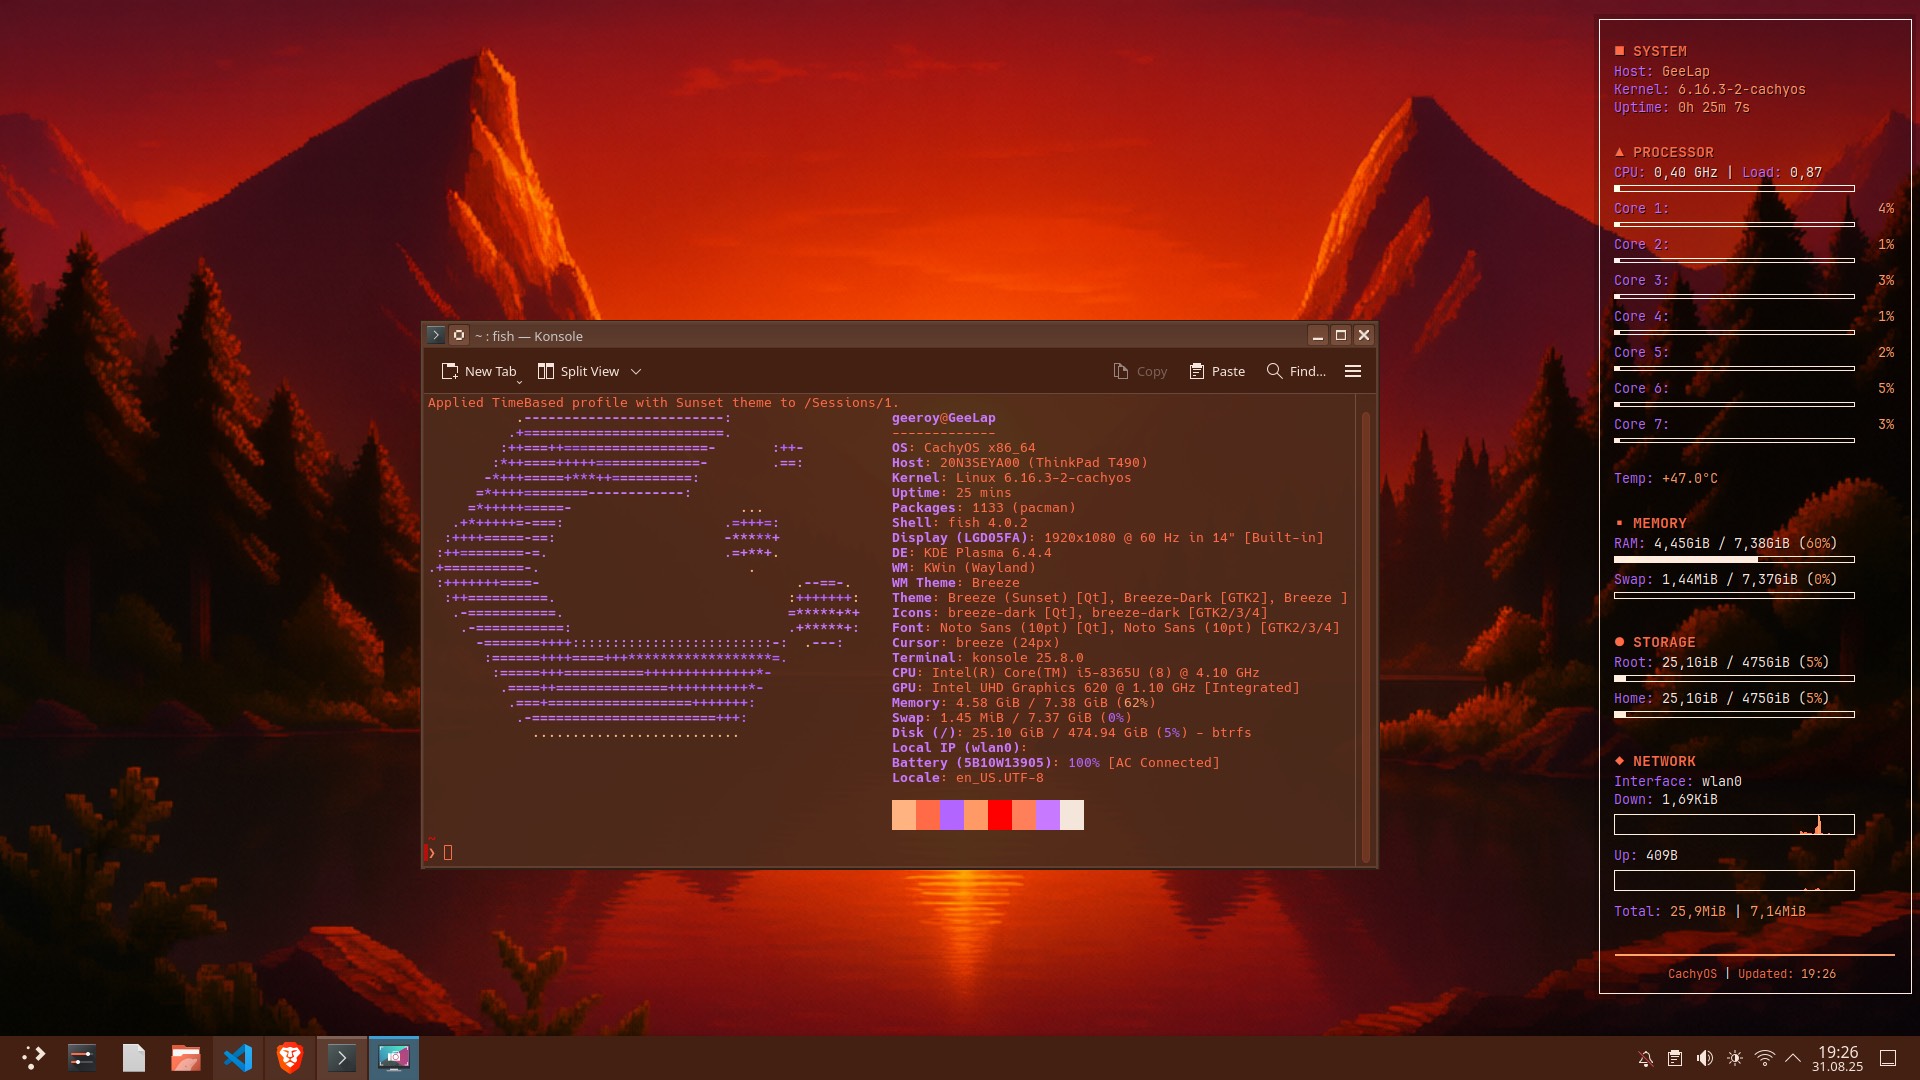 ~ : fish — Konsole
New Tab
Split View
Copy
Paste
Find...
Applied TimeBased profile with Sunset theme to /Sessions/1.
geeroy@GeeLap
-------------
OS: CachyOS x86_64
Host: 20N3SEYA00 (ThinkPad T490)
Kernel: Linux 6.16.3-2-cachyos
Uptime: 25 mins
Packages: 1133 (pacman)
Shell: fish 4.0.2
Display (LGD05FA): 1920x1080 @ 60 Hz in 14" [Built-in]
DE: KDE Plasma 6.4.4
WM: KWin (Wayland)
WM Theme: Breeze
Theme: Breeze (Sunset) [Qt], Breeze-Dark [GTK2], Breeze ]
Icons: breeze-dark [Qt], breeze-dark [GTK2/3/4]
Font: Noto Sans (10pt) [Qt], Noto Sans (10pt) [GTK2/3/4]
Cursor: breeze (24px)
Terminal: konsole 25.8.0
CPU: Intel(R) Core(TM) i5-8365U (8) @ 4.10 GHz
GPU: Intel UHD Graphics 620 @ 1.10 GHz [Integrated]
Memory: 4.58 GiB / 7.38 GiB (62%)
Swap: 1.45 MiB / 7.37 GiB (0%)
Disk (/): 25.10 GiB / 474.94 GiB (5%) - btrfs
Local IP (wlan0):
Battery (5B10W13905): 100% [AC Connected]
Locale: en_US.UTF-8
~
❯
■ SYSTEM
Host: GeeLap
Kernel: 6.16.3-2-cachyos
Uptime: 0h 25m 7s
▲ PROCESSOR
CPU: 0,40 GHz | Load: 0,87
Core 1: 4%
Core 2: 1%
Core 3: 3%
Core 4: 1%
Core 5: 2%
Core 6: 5%
Core 7: 3%
Temp: +47.0°C
▪ MEMORY
RAM: 4,45GiB / 7,38GiB (60%)
Swap: 1,44MiB / 7,37GiB (0%)
● STORAGE
Root: 25,1GiB / 475GiB (5%)
Home: 25,1GiB / 475GiB (5%)
◆ NETWORK
Interface: wlan0
Down: 1,69KiB
Up: 409B
Total: 25,9MiB | 7,14MiB
CachyOS | Updated: 19:26
19:26
31.08.25